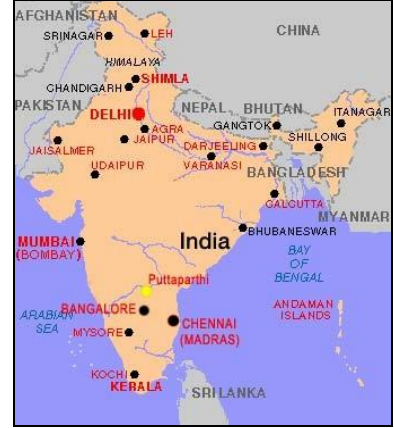 AFGHANISTAN
SRINAGAR
LEH
CHINA
HIMALAYA
SHIMLA
CHANDIGARH
PAKISTAN
DELHI
NEPAL
BHUTAN
ITANAGAR
AGRA
GANGTOK
JAIPUR
SHILLONG
JAISALMER
DARJEELING
VARANASI
UDAIPUR
BANGLADESH
CALCUTTA
MYANMAR
BHUBANESWAR
MUMBAI
(BOMBAY)
India
BAY
OF
BENGAL
Puttaparthi
ARABIAN
SEA
BANGALORE
ANDAMAN
ISLANDS
CHENNAI
(MADRAS)
MYSORE
KOCHI
KERALA
SRI LANKA